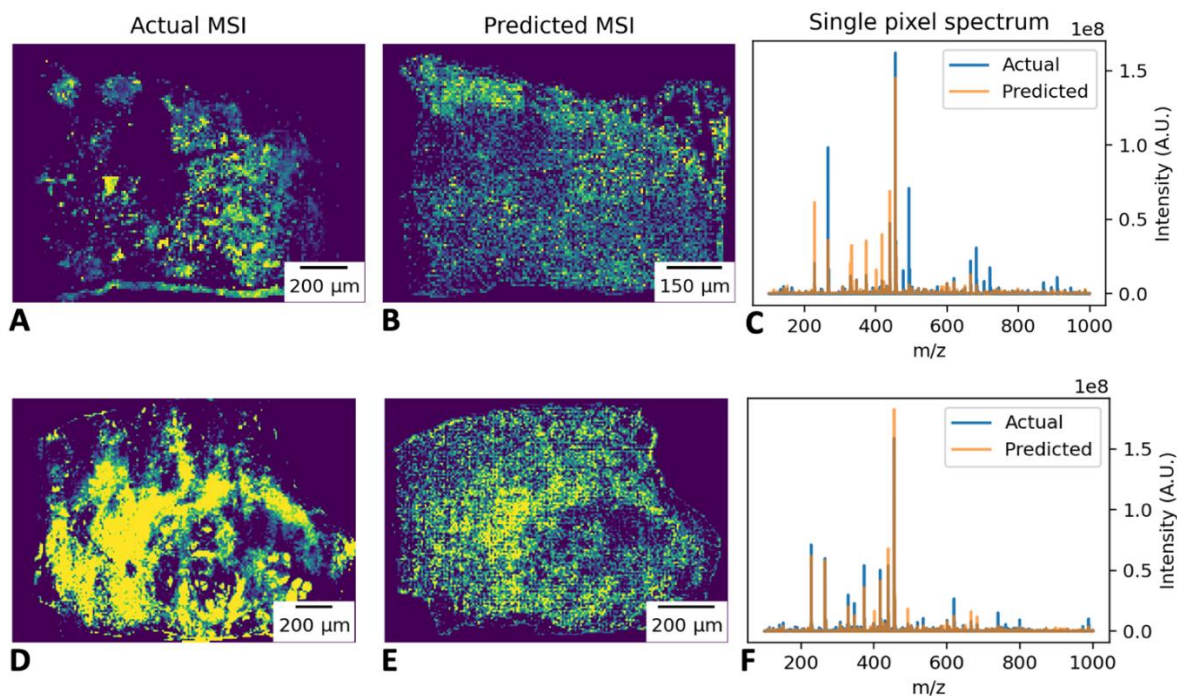 Actual MSI
Predicted MSI
Single pixel spectrum
1e8
Actual
Predicted
1.5
1.0
0.5
0.0
Intensity (A.U.)
200 μm
150 μm
A
B
C
200 400 600 800 1000
m/z
1e8
Actual
Predicted
1.5
1.0
0.5
0.0
Intensity (A.U.)
200 μm
200 μm
D
E
F
200 400 600 800 1000
m/z